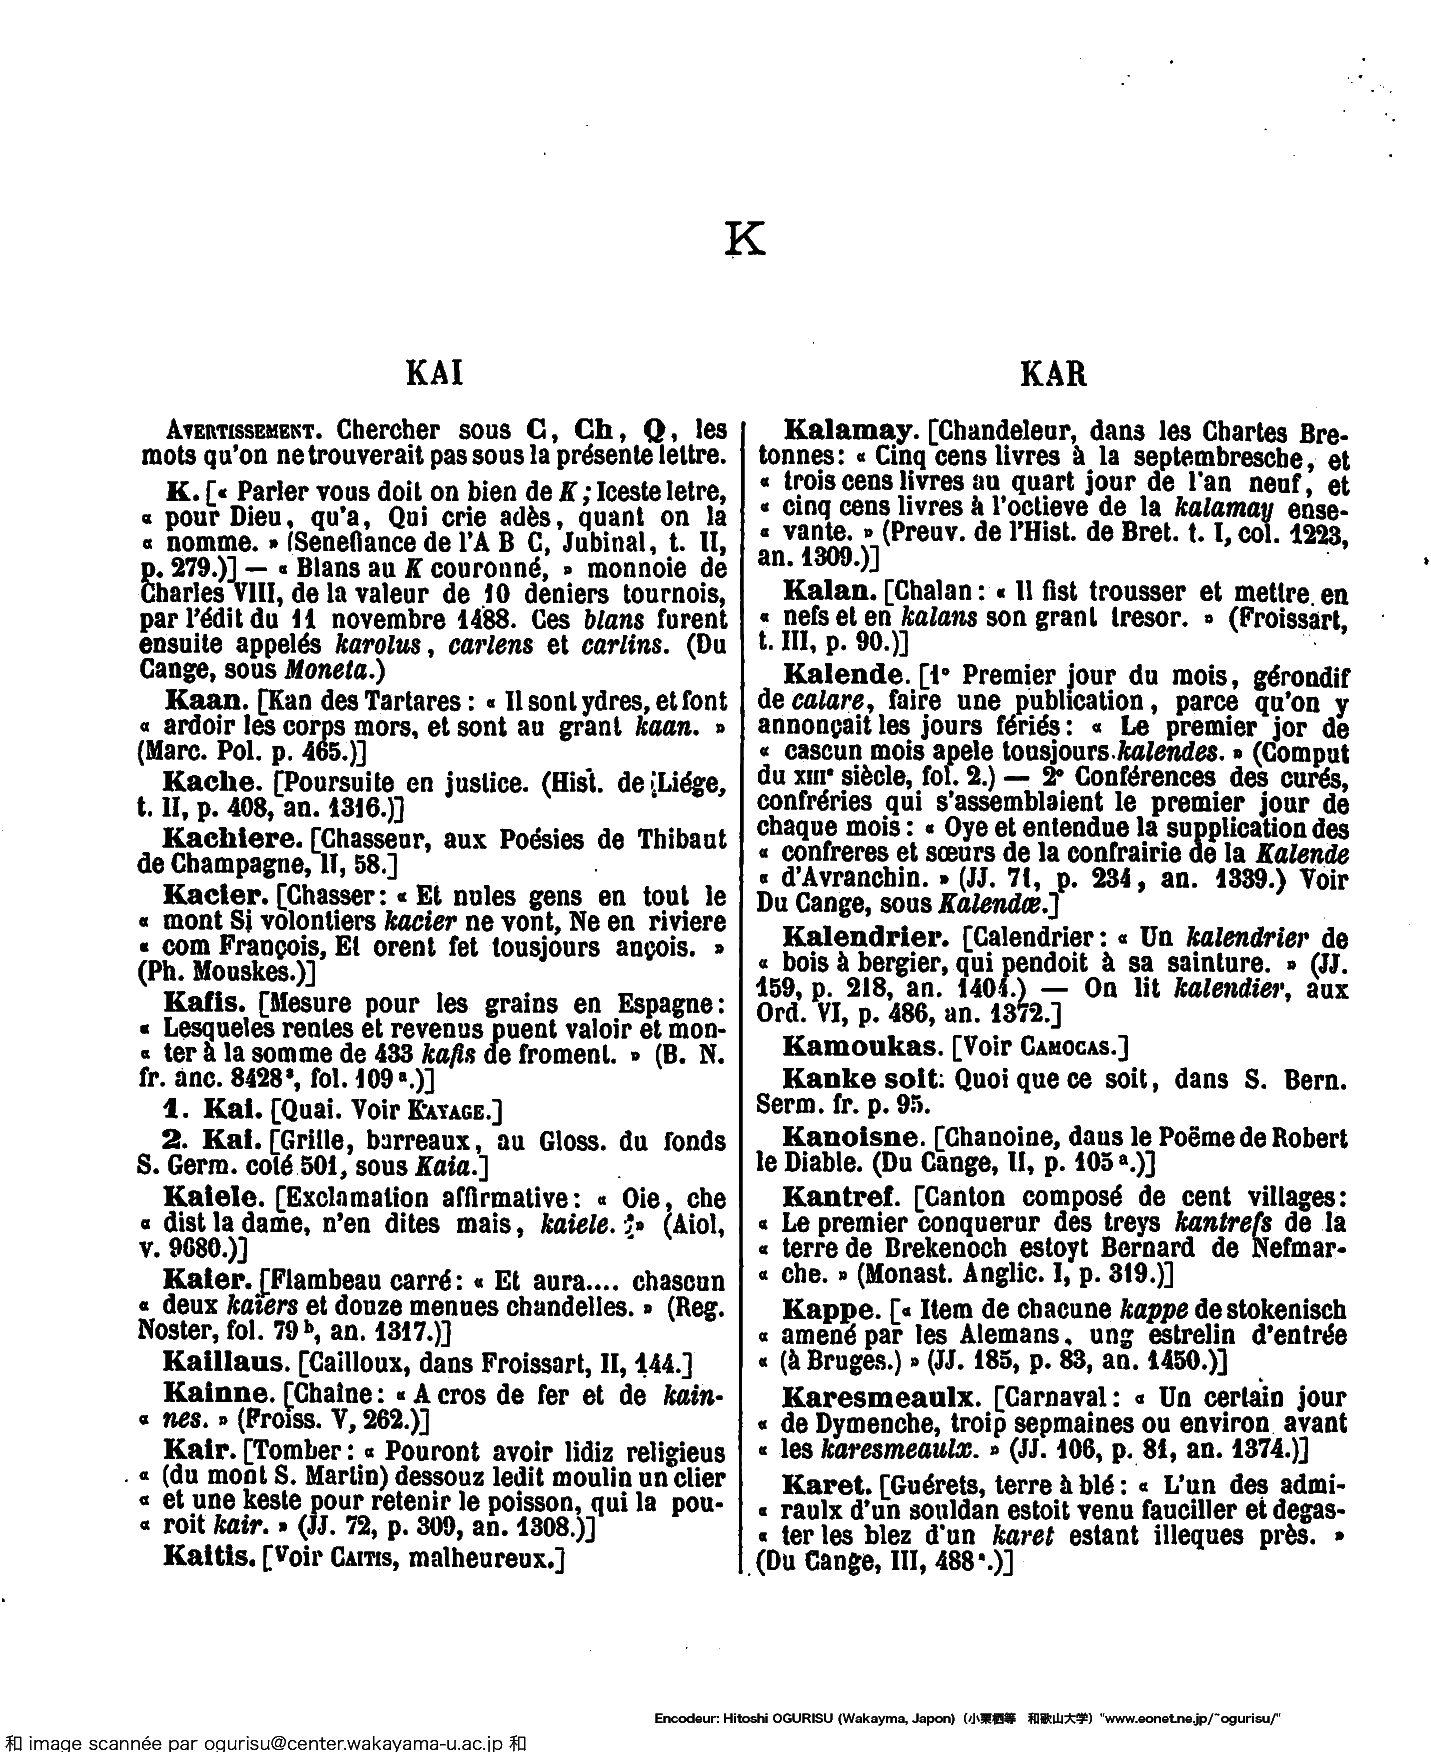 K
KAI
AVERTISSEMENT. Chercher sous C, Ch, Q, les
mots qu'on ne trouverait pas sous la présente lettre.
K. [« Parler vous doit on bien de K ; Iceste letre,
« pour Dieu, qu'a, Qui crie adès, quant on la
« nomme. » (Senefiance de l'A B C, Jubinal, t. II,
p. 279.)] — « Blans au K couronné, » monnoie de
Charles VIII, de la valeur de 10 deniers tournois,
par l'édit du 11 novembre 1488. Ces blans furent
ensuite appelés karolus, carlens et carlins. (Du
Cange, sous Moneta.)
Kaan. [Kan des Tartares : « Il sont ydres, et font
« ardoir les corps mors, et sont au grant kaan. »
(Marc. Pol. p. 465.)]
Kache. [Poursuite en justice. (Hist. de Liége,
t. II, p. 408, an. 1316.)]
Kachiere. [Chasseur, aux Poésies de Thibaut
de Champagne, II, 58.]
Kacier. [Chasser : « Et nules gens en tout le
« mont Si volontiers kacier ne vont, Ne en riviere
« com François, Et orent fet tousjours ançois. »
(Ph. Mouskes.)]
Kafis. [Mesure pour les grains en Espagne :
« Lesqueles rentes et revenus puent valoir et mon-
« ter à la somme de 433 kafis de froment. » (B. N.
fr. anc. 8428³, fol. 109ª.)]
1. Kai. [Quai. Voir KAYAGE.]
2. Kai. [Grille, barreaux, au Gloss. du fonds
S. Germ. coté 501, sous Kaia.]
Kaiele. [Exclamation affirmative : « Oie, che
« dist la dame, n'en dites mais, kaiele. » (Aiol,
v. 9680.)]
Kaier. [Flambeau carré : « Et aura.... chascun
« deux kaiers et douze menues chandelles. » (Reg.
Noster, fol. 79ᵇ, an. 1317.)]
Kaillaus. [Cailloux, dans Froissart, II, 144.]
Kainne. [Chaîne : « A cros de fer et de kain-
« nes. » (Froiss. V, 262.)]
Kair. [Tomber : « Pouront avoir lidiz religieus
« (du mont S. Martin) dessouz ledit moulin un clier
« et une keste pour retenir le poisson, qui la pou-
« roit kair. » (JJ. 72, p. 309, an. 1308.)]
Kaitis. [Voir CAITIS, malheureux.]
KAR
Kalamay. [Chandeleur, dans les Chartes Bre-
tonnes : « Cinq cens livres à la septembresche, et
« trois cens livres au quart jour de l'an neuf, et
« cinq cens livres à l'octieve de la kalamay ense-
« vante. » (Preuv. de l'Hist. de Bret. t. I, col. 1223,
an. 1309.)]
Kalan. [Chalan : « Il fist trousser et mettre en
« nefs et en kalans son grant tresor. » (Froissart,
t. III, p. 90.)]
Kalende. [1° Premier jour du mois, gérondif
de calare, faire une publication, parce qu'on y
annonçait les jours fériés : « Le premier jor de
« cascun mois apele tousjours kalendes. » (Comput
du XIIIᵉ siècle, fol. 2.) — 2° Conférences des curés,
confréries qui s'assemblaient le premier jour de
chaque mois : « Oye et entendue la supplication des
« confreres et sœurs de la confrairie de la Kalende
« d'Avranchin. » (JJ. 71, p. 234, an. 1339.) Voir
Du Cange, sous Kalendœ.]
Kalendrier. [Calendrier : « Un kalendrier de
« bois à bergier, qui pendoit à sa sainture. » (JJ.
159, p. 218, an. 1404.) — On lit kalendier, aux
Ord. VI, p. 486, an. 1372.]
Kamoukas. [Voir CAMOCAS.]
Kanke soit: Quoi que ce soit, dans S. Bern.
Serm. fr. p. 95.
Kanoisne. [Chanoine, dans le Poëme de Robert
le Diable. (Du Cange, II, p. 105ª.)]
Kantref. [Canton composé de cent villages :
« Le premier conquerur des treys kantrefs de la
« terre de Brekenoch estoyt Bernard de Nefmar-
« che. » (Monast. Anglic. I, p. 319.)]
Kappe. [« Item de chacune kappe de stokenisch
« amené par les Alemans, ung estrelin d'entrée
« (à Bruges.) » (JJ. 185, p. 83, an. 1450.)]
Karesmeaulx. [Carnaval : « Un certain jour
« de Dymenche, troip sepmaines ou environ avant
« les karesmeaulx. » (JJ. 106, p. 81, an. 1374.)]
Karet. [Guérets, terre à blé : « L'un des admi-
« raulx d'un souldan estoit venu fauciller et degas-
« ter les blez d'un karet estant illeques près. »
(Du Cange, III, 488ª.)]
Encodeur: Hitoshi OGURISU (Wakayma, Japon) (小栗栖等 和歌山大学) "www.eonet.ne.jp/~ogurisu/"
和 image scannée par ogurisu@center.wakayama-u.ac.jp 和